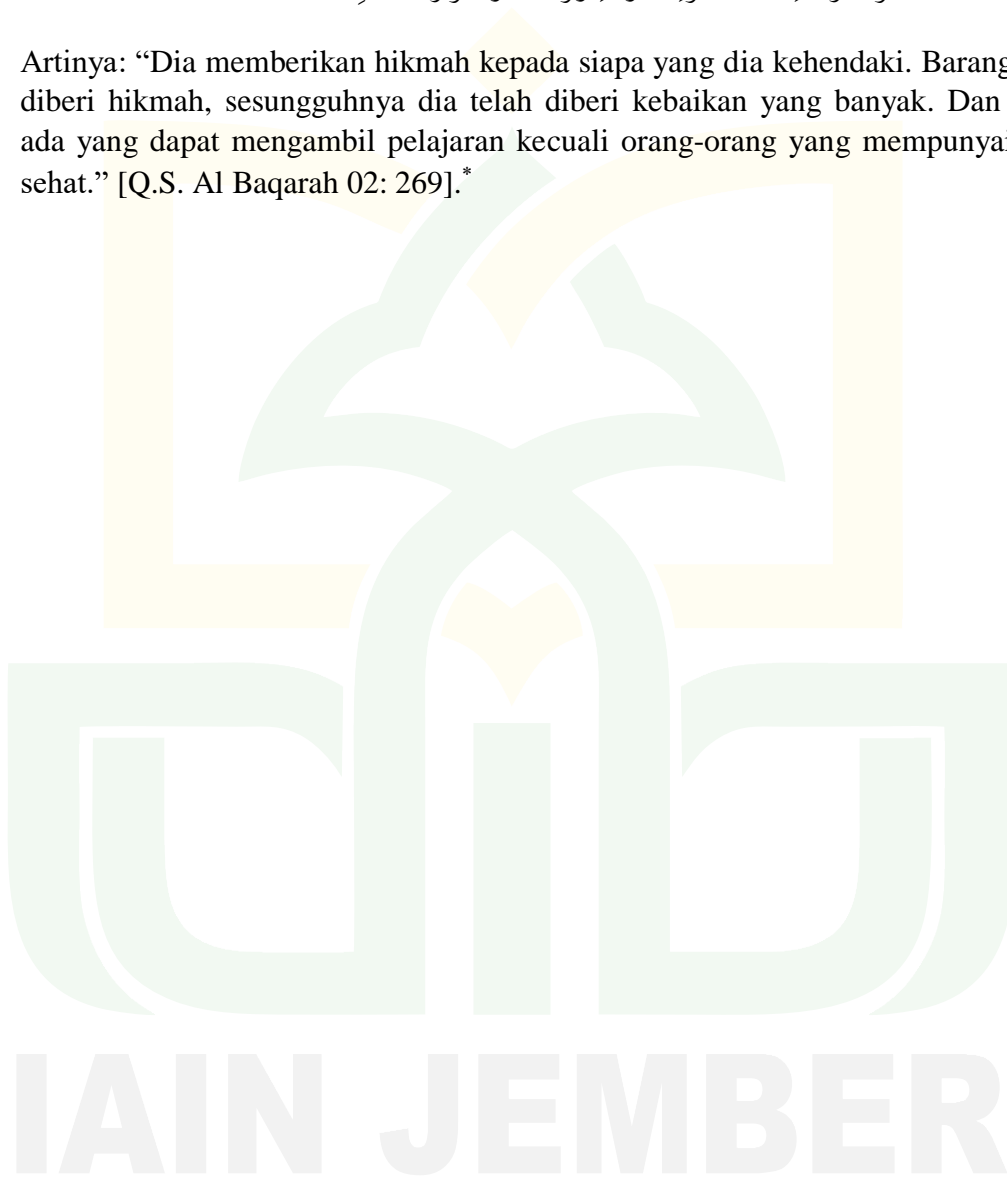 Artinya: “Dia memberikan hikmah kepada siapa yang dia kehendaki. Barang
diberi hikmah, sesungguhnya dia telah diberi kebaikan yang banyak. Dan
ada yang dapat mengambil pelajaran kecuali orang-orang yang mempunyai
sehat.” [Q.S. Al Baqarah 02: 269].*
IAIN JEMBER